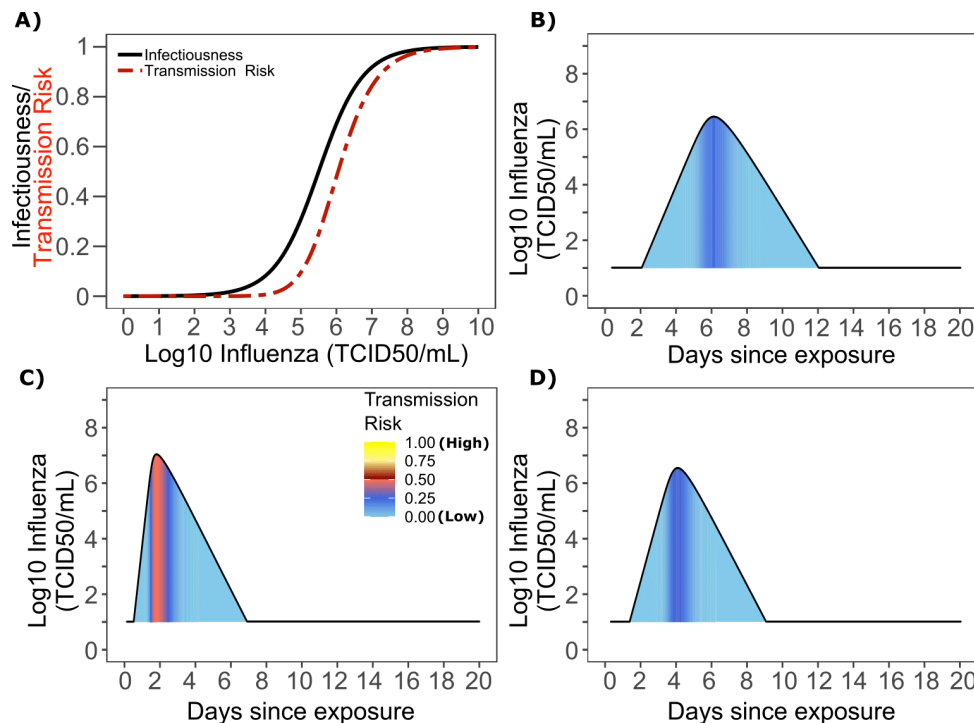 A)
Infectiousness/
Transmission Risk
1
0.8
0.6
0.4
0.2
0
Infectiousness
Transmission Risk
0 1 2 3 4 5 6 7 8 9 10
Log10 Influenza (TCID50/mL)
B)
Log10 Influenza
(TCID50/mL)
8
6
4
2
0
0 2 4 6 8 10 12 14 16 18 20
Days since exposure
C)
Log10 Influenza
(TCID50/mL)
8
6
4
2
0
Transmission
Risk
1.00 (High)
0.75
0.50
0.25
0.00 (Low)
0 2 4 6 8 10 12 14 16 18 20
Days since exposure
D)
Log10 Influenza
(TCID50/mL)
8
6
4
2
0
0 2 4 6 8 10 12 14 16 18 20
Days since exposure